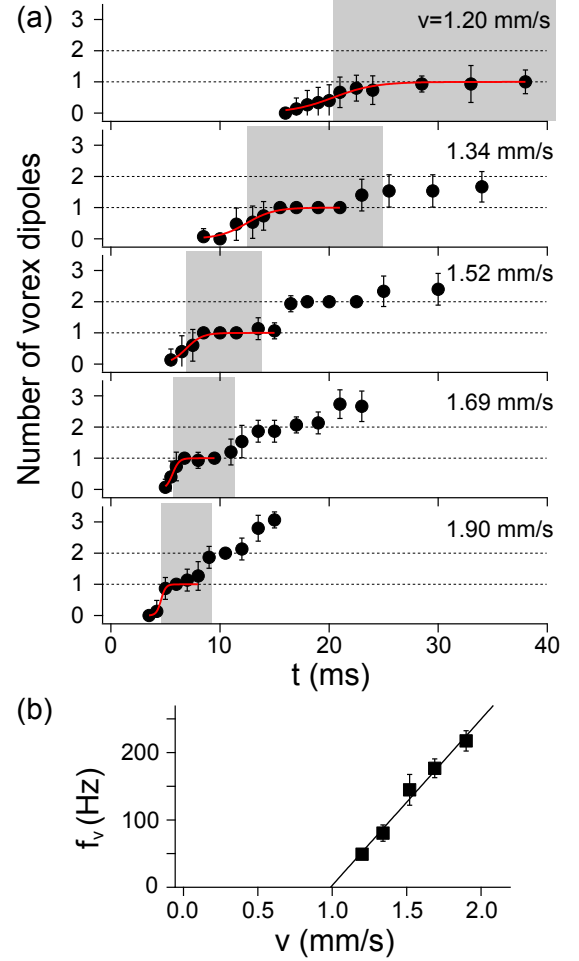 (a)
3
2
1
0
v=1.20 mm/s
3
2
1
0
1.34 mm/s
3
2
1
0
1.52 mm/s
3
2
1
0
1.69 mm/s
3
2
1
0
1.90 mm/s
Number of vorex dipoles
0 10 20 30 40
t (ms)
(b)
200
100
0
fv (Hz)
0.0 0.5 1.0 1.5 2.0
v (mm/s)